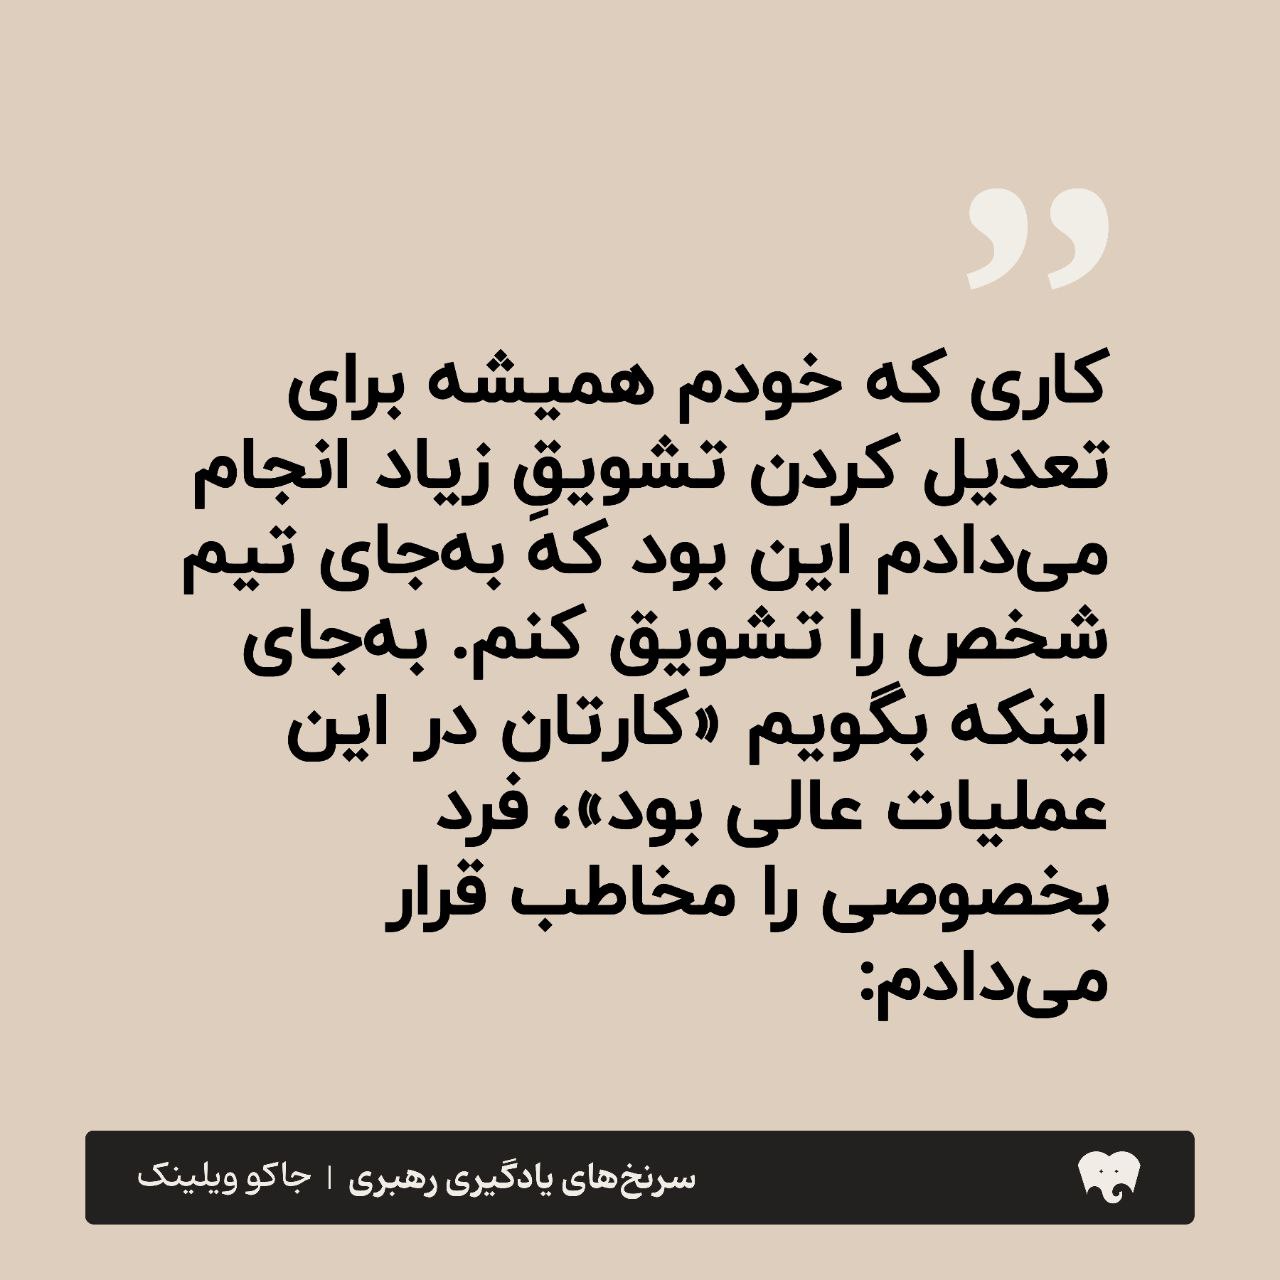 ”
کاری که خودم همیشه برای
تعدیل کردن تشویقِ زیاد انجام
می‌دادم این بود که به‌جای تیم
شخص را تشویق کنم. به‌جای
اینکه بگویم «کارتان در این
عملیات عالی بود»، فرد
بخصوصی را مخاطب قرار
می‌دادم:
سرنخ‌های یادگیری رهبری | جاکو ویلینک